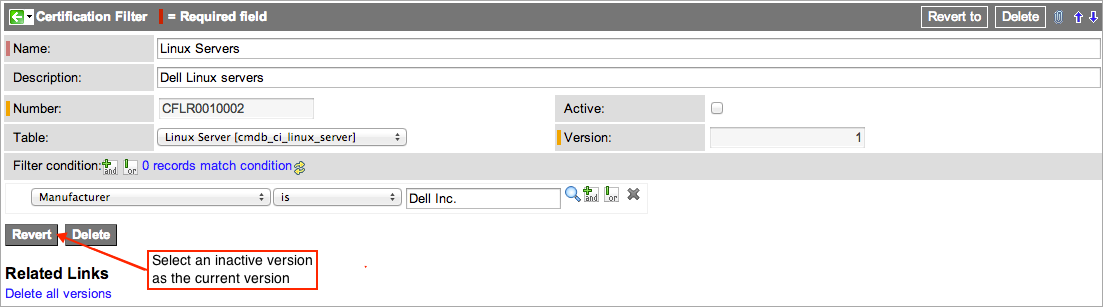 Certification Filter = Required field Revert to Delete
Name: Linux Servers
Description: Dell Linux servers
Number: CFLR0010002 Active:
Table: Linux Server [cmdb_ci_linux_server] Version: 1
Filter condition: and or 0 records match condition
Manufacturer is Dell Inc. and or
Revert Delete
Select an inactive version
as the current version
Related Links
Delete all versions